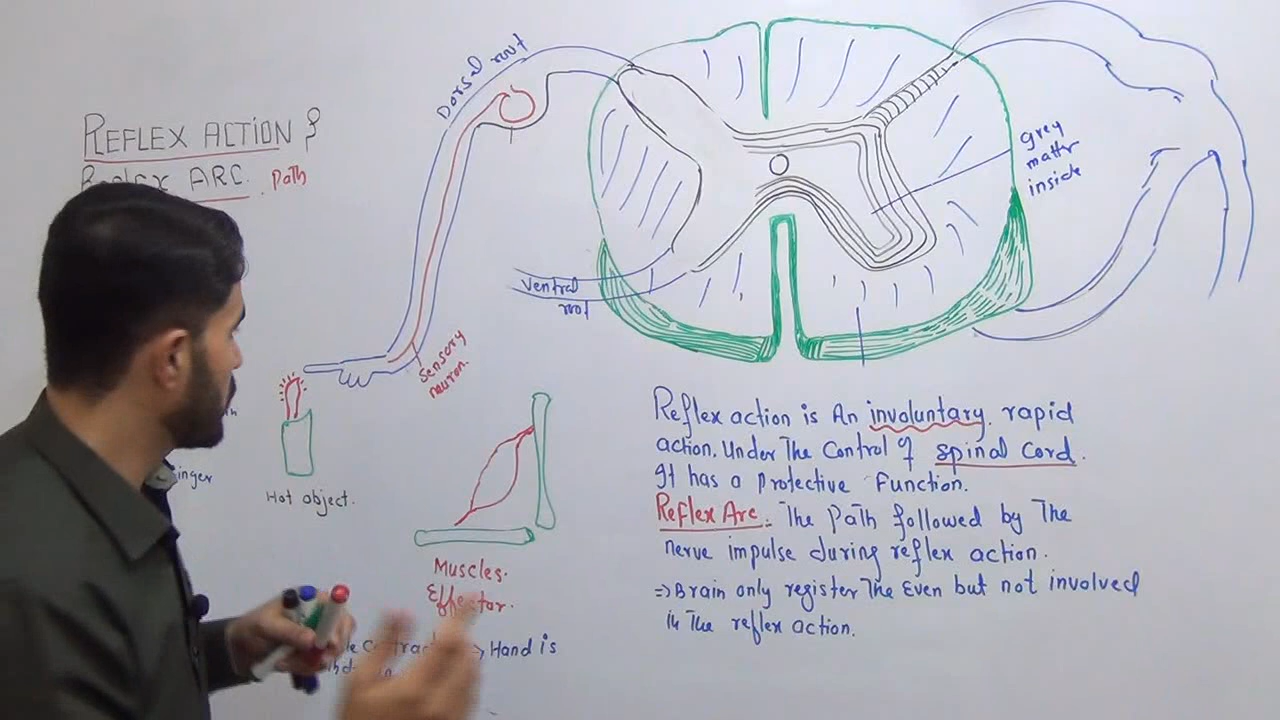 REFLEX ACTION &
REFLEX ARC. Path
Dorsal root
grey
matter
inside
Ventral
root
Sensory
neuron.
inger
Hot object.
Muscles.
Effector.
Contract
Hand is
Reflex action is An involuntary, rapid
action. Under The Control of spinal Cord.
It has a Protective Function.
Reflex Arc:- The Path followed by The
nerve impulse during reflex action.
⇒ Brain only register The Even but not involved
in The reflex action.